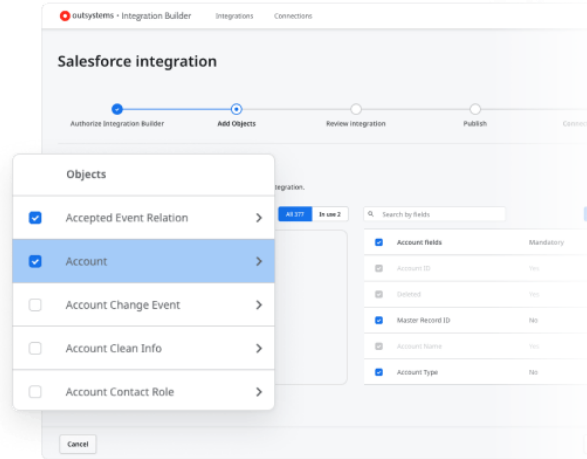 outsystems • Integration Builder Integrations Connections
Salesforce integration
Authorize Integration Builder Add Objects Review integration Publish
Objects
Accepted Event Relation
Account
Account Change Event
Account Clean Info
Account Contact Role
All 377 In use 2
Search by fields
Account fields Mandatory
Account ID Yes
Deleted Yes
Master Record ID No
Account Name Yes
Account Type No
Cancel